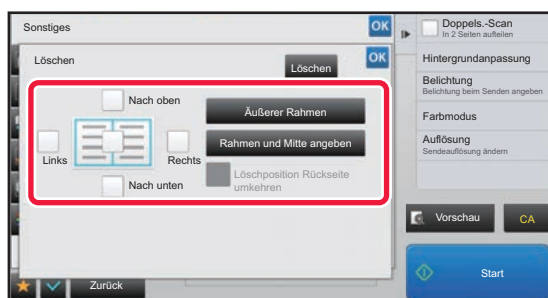 Sonstiges
OK
Löschen
Löschen
OK
Nach oben
Links
Rechts
Nach unten
Äußerer Rahmen
Rahmen und Mitte angeben
Löschposition Rückseite
umkehren
Zurück
Doppels.-Scan
In 2 Seiten aufteilen
Hintergrundanpassung
Belichtung
Belichtung beim Senden angeben
Farbmodus
Auflösung
Sendeauflösung ändern
Vorschau
CA
Start